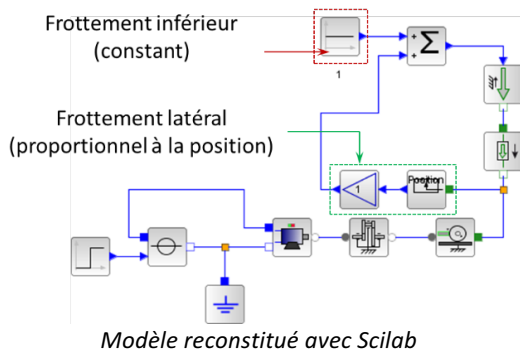 Frottement inférieur
(constant)
1
Σ
+
+
Frottement latéral
(proportionnel à la position)
1
Position
Modèle reconstitué avec Scilab